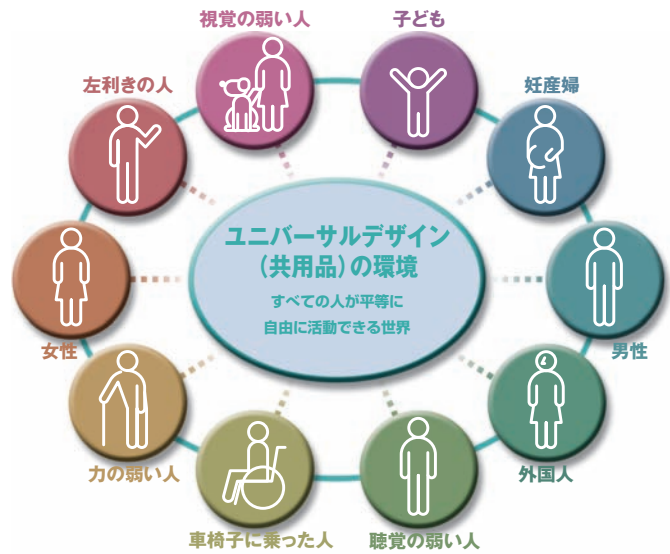 視覚の弱い人
子ども
左利きの人
妊産婦
ユニバーサルデザイン
（共用品）の環境
すべての人が平等に
自由に活動できる世界
女性
男性
力の弱い人
外国人
車椅子に乗った人
聴覚の弱い人